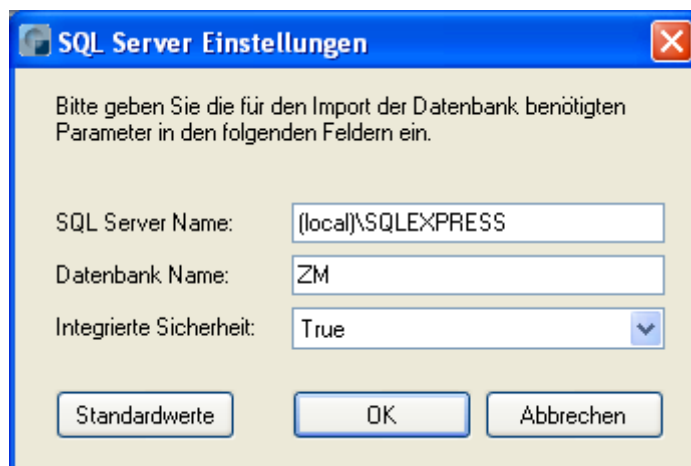 SQL Server Einstellungen
Bitte geben Sie die für den Import der Datenbank benötigten
Parameter in den folgenden Feldern ein.
SQL Server Name: (local)\SQLEXPRESS
Datenbank Name: ZM
Integrierte Sicherheit: True
Standardwerte OK Abbrechen